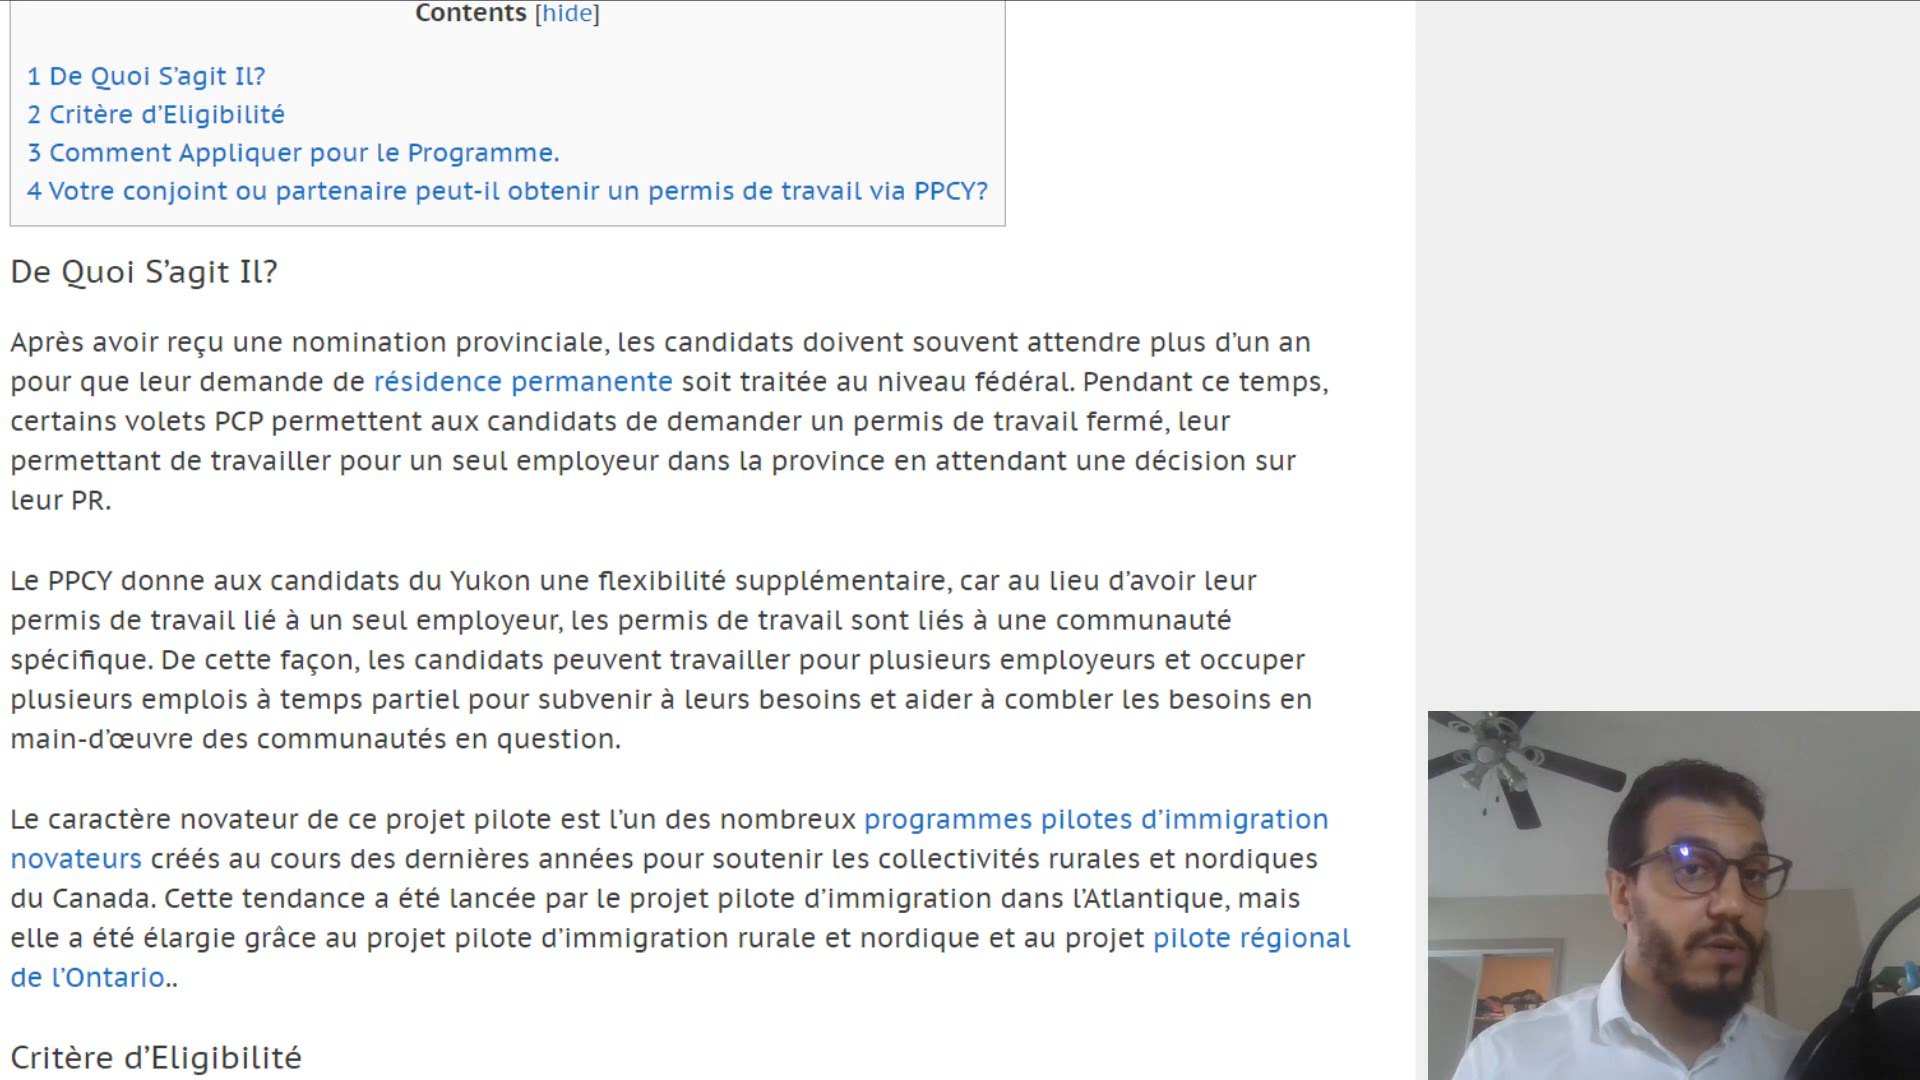 Contents [hide]
1 De Quoi S’agit Il?
2 Critère d’Eligibilité
3 Comment Appliquer pour le Programme.
4 Votre conjoint ou partenaire peut-il obtenir un permis de travail via PPCY?
De Quoi S’agit Il?
Après avoir reçu une nomination provinciale, les candidats doivent souvent attendre plus d’un an
pour que leur demande de résidence permanente soit traitée au niveau fédéral. Pendant ce temps,
certains volets PCP permettent aux candidats de demander un permis de travail fermé, leur
permettant de travailler pour un seul employeur dans la province en attendant une décision sur
leur PR.
Le PPCY donne aux candidats du Yukon une flexibilité supplémentaire, car au lieu d’avoir leur
permis de travail lié à un seul employeur, les permis de travail sont liés à une communauté
spécifique. De cette façon, les candidats peuvent travailler pour plusieurs employeurs et occuper
plusieurs emplois à temps partiel pour subvenir à leurs besoins et aider à combler les besoins en
main-d’œuvre des communautés en question.
Le caractère novateur de ce projet pilote est l’un des nombreux programmes pilotes d’immigration
novateurs créés au cours des dernières années pour soutenir les collectivités rurales et nordiques
du Canada. Cette tendance a été lancée par le projet pilote d’immigration dans l’Atlantique, mais
elle a été élargie grâce au projet pilote d’immigration rurale et nordique et au projet pilote régional
de l’Ontario..
Critère d’Eligibilité